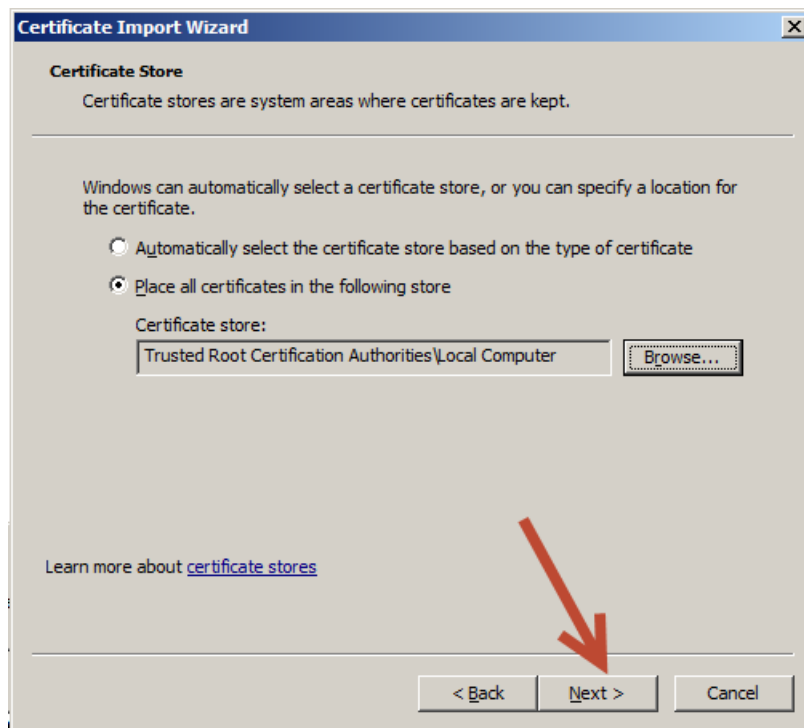 Certificate Import Wizard
Certificate Store
Certificate stores are system areas where certificates are kept.
Windows can automatically select a certificate store, or you can specify a location for
the certificate.
Automatically select the certificate store based on the type of certificate
Place all certificates in the following store
Certificate store:
Trusted Root Certification Authorities\Local Computer
Browse...
Learn more about certificate stores
< Back
Next >
Cancel